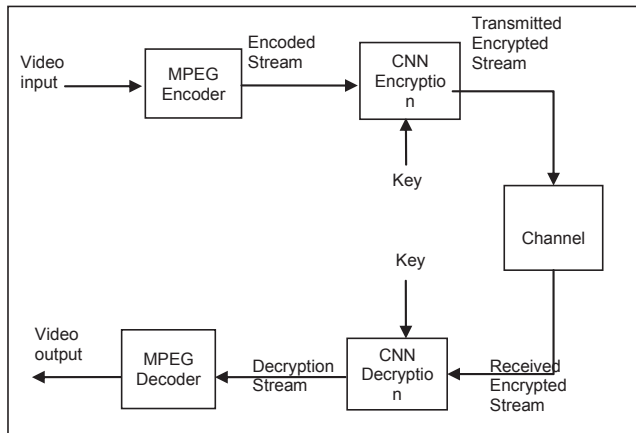 Video
input
MPEG
Encoder
Encoded
Stream
CNN
Encryptio
n
Transmitted
Encrypted
Stream
Key
Channel
Key
Video
output
MPEG
Decoder
Decryption
Stream
CNN
Decryptio
n
Received
Encrypted
Stream